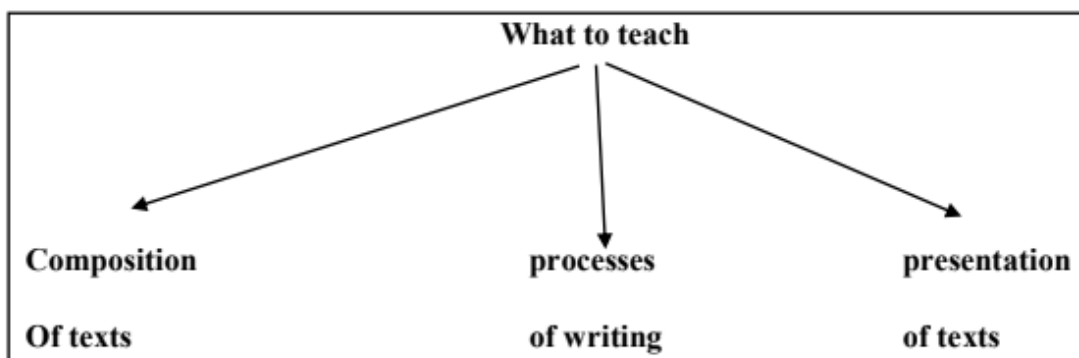 What to teach
Composition processes presentation
Of texts of writing of texts